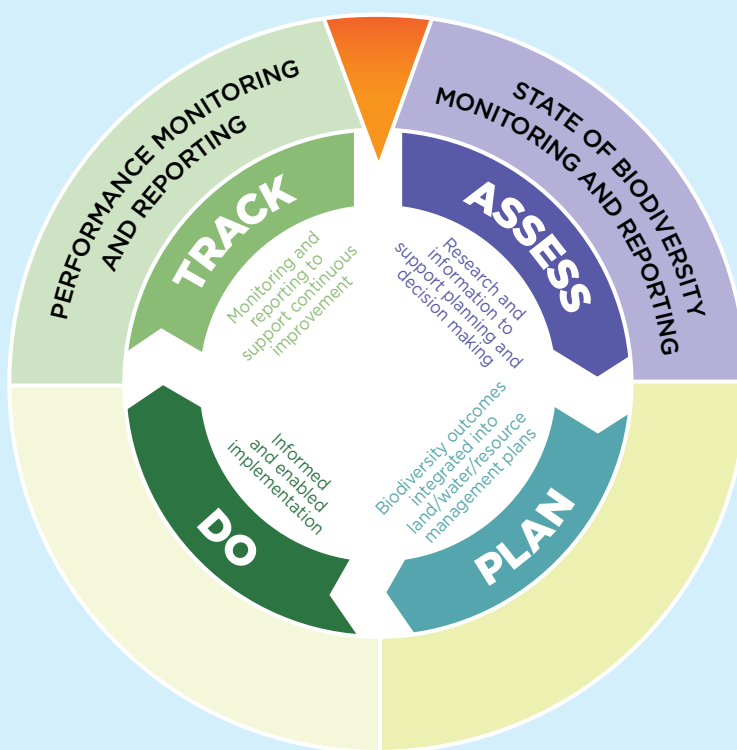 PERFORMANCE MONITORING
AND REPORTING
STATE OF BIODIVERSITY
MONITORING AND REPORTING
TRACK
Monitoring and
reporting to
support continuous
improvement
ASSESS
Research and
information to
support planning and
decision making
DO
Informed
and enabled
implementation
PLAN
Biodiversity outcomes
integrated into
land/water/resource
management plans